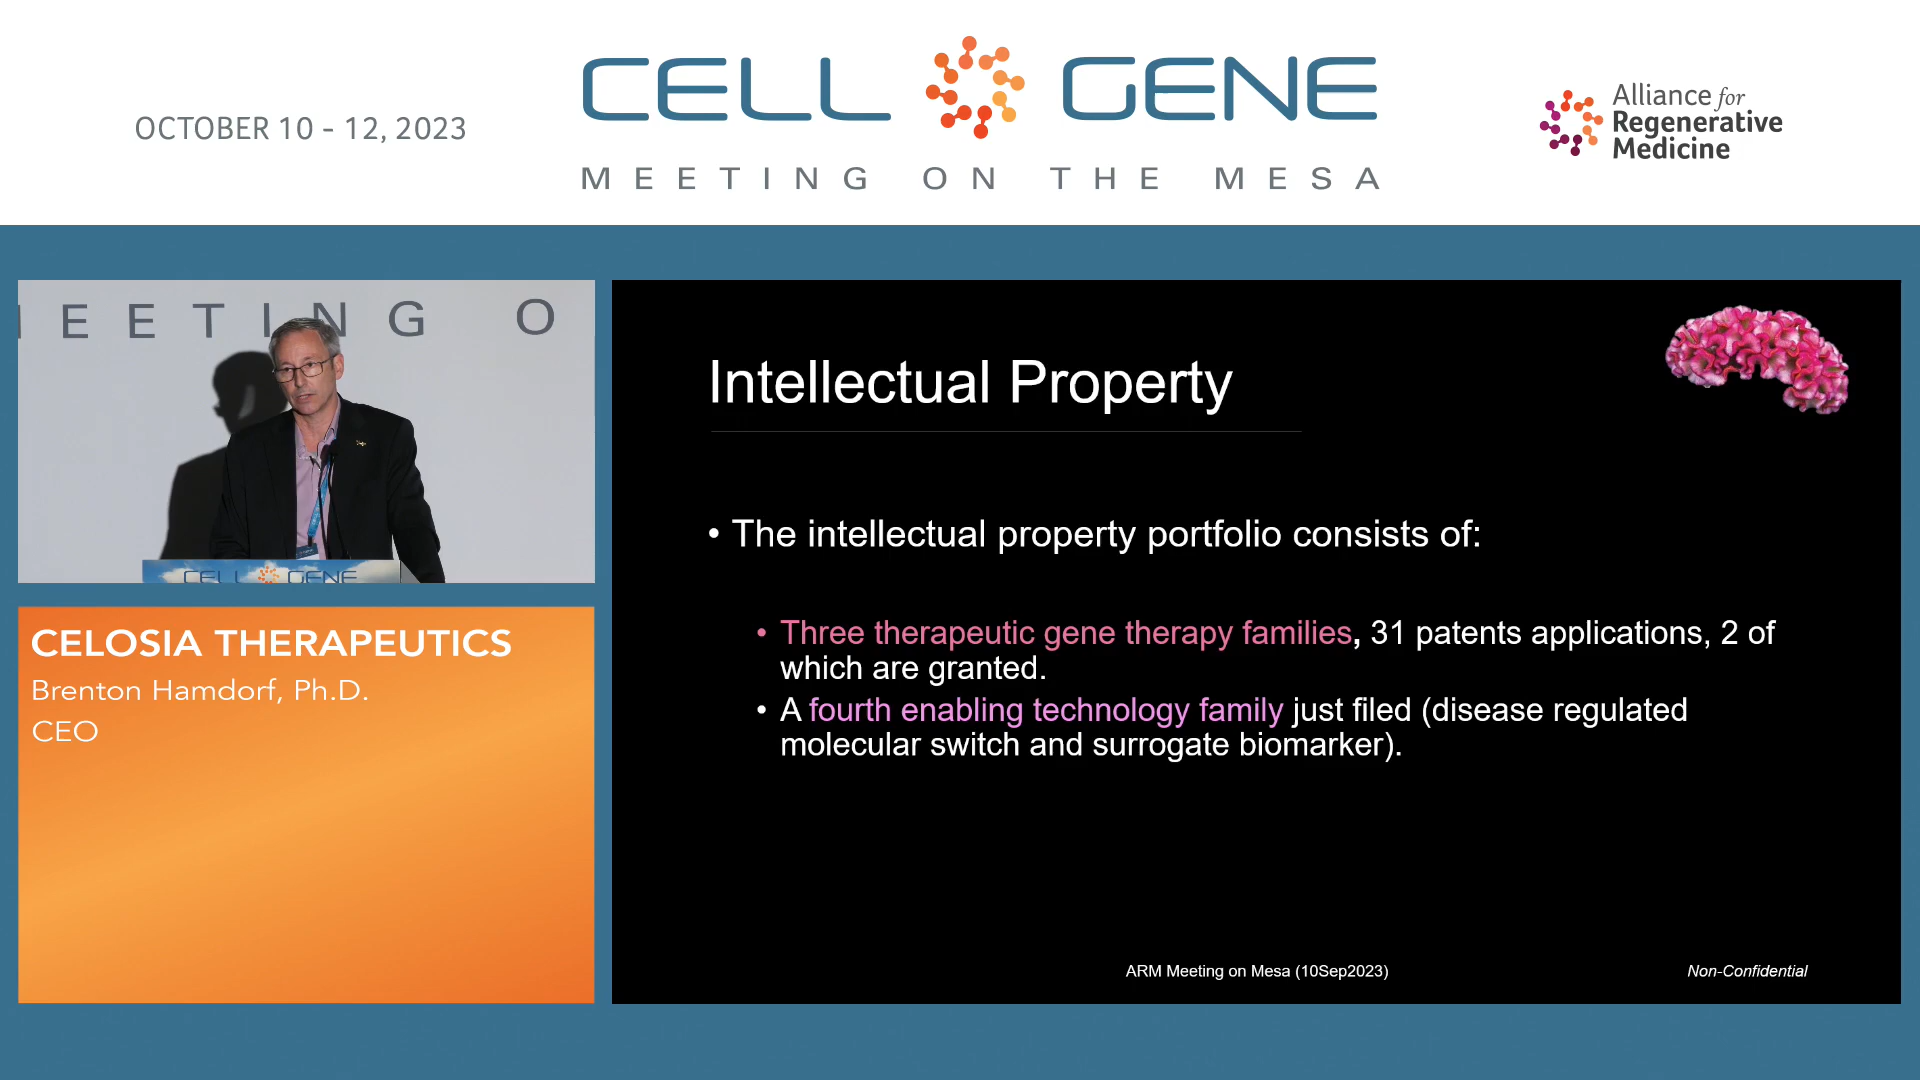 OCTOBER 10 - 12, 2023
CELL GENE
MEETING ON THE MESA
Alliance for
Regenerative
Medicine
EETING O
CELL GENE
CELOSIA THERAPEUTICS
Brenton Hamdorf, Ph.D.
CEO
Intellectual Property
• The intellectual property portfolio consists of:
• Three therapeutic gene therapy families, 31 patents applications, 2 of
which are granted.
• A fourth enabling technology family just filed (disease regulated
molecular switch and surrogate biomarker).
ARM Meeting on Mesa (10Sep2023)
Non-Confidential